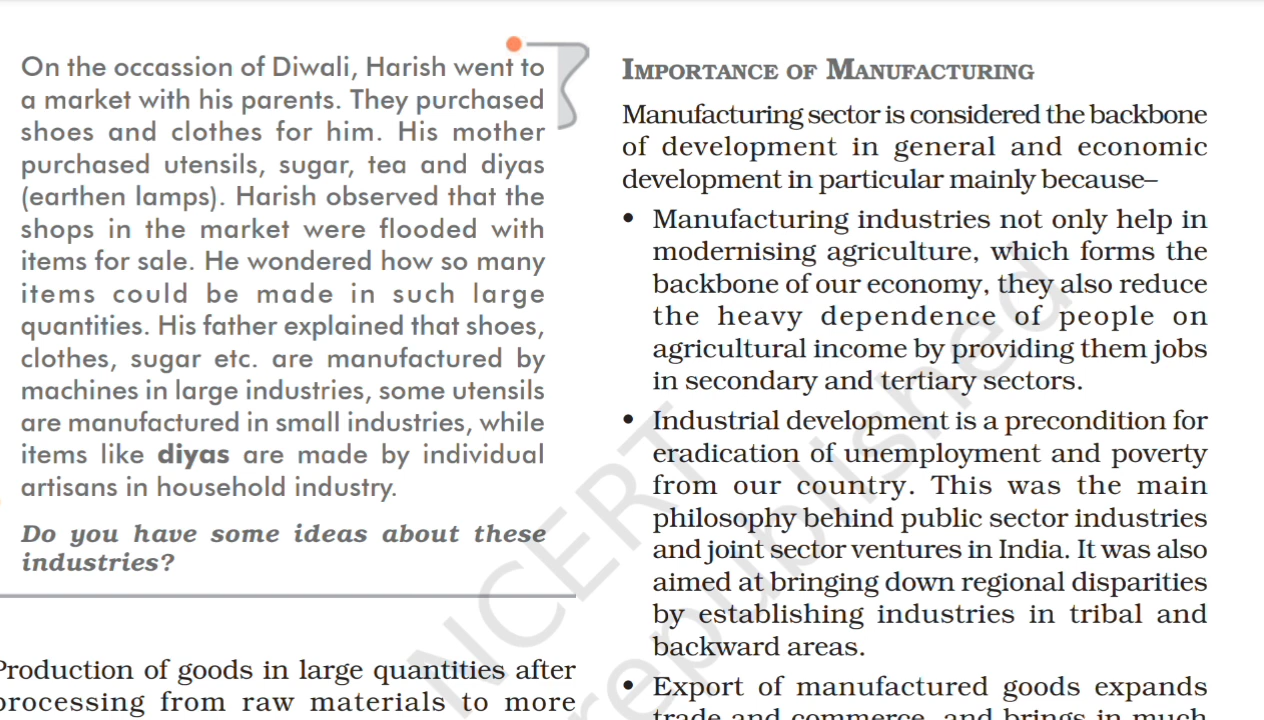 On the occassion of Diwali, Harish went to
a market with his parents. They purchased
shoes and clothes for him. His mother
purchased utensils, sugar, tea and diyas
(earthen lamps). Harish observed that the
shops in the market were flooded with
items for sale. He wondered how so many
items could be made in such large
quantities. His father explained that shoes,
clothes, sugar etc. are manufactured by
machines in large industries, some utensils
are manufactured in small industries, while
items like diyas are made by individual
artisans in household industry.
Do you have some ideas about these
industries?
Production of goods in large quantities after
processing from raw materials to more
IMPORTANCE OF MANUFACTURING
Manufacturing sector is considered the backbone
of development in general and economic
development in particular mainly because–
• Manufacturing industries not only help in
modernising agriculture, which forms the
backbone of our economy, they also reduce
the heavy dependence of people on
agricultural income by providing them jobs
in secondary and tertiary sectors.
• Industrial development is a precondition for
eradication of unemployment and poverty
from our country. This was the main
philosophy behind public sector industries
and joint sector ventures in India. It was also
aimed at bringing down regional disparities
by establishing industries in tribal and
backward areas.
• Export of manufactured goods expands
trade and commerce, and brings in much
NCERT
republished